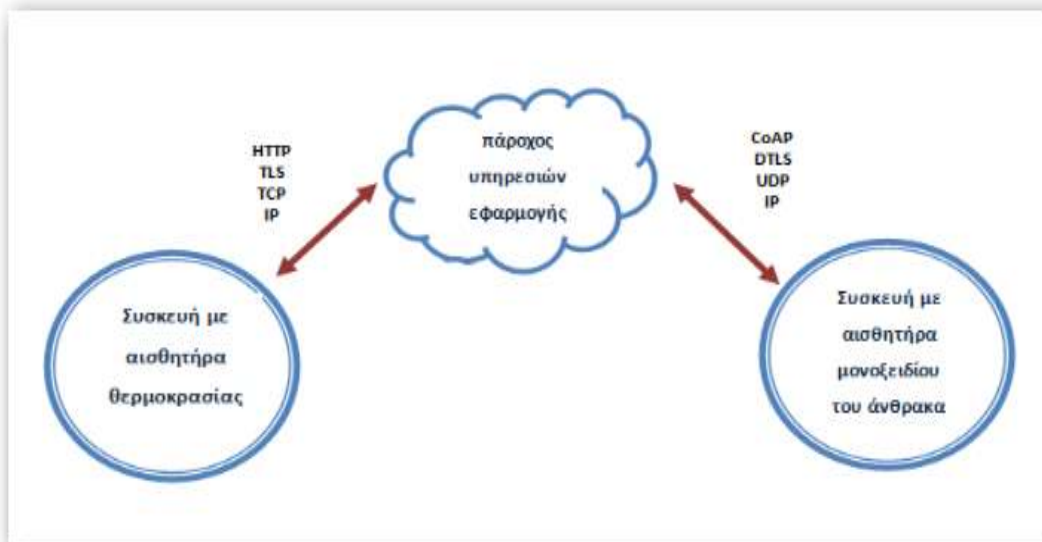 πάροχος
υπηρεσιών
εφαρμογής
HTTP
TLS
TCP
IP
CoAP
DTLS
UDP
IP
Συσκευή με
αισθητήρα
θερμοκρασίας
Συσκευή με
αισθητήρα
μονοξειδίου
του άνθρακα